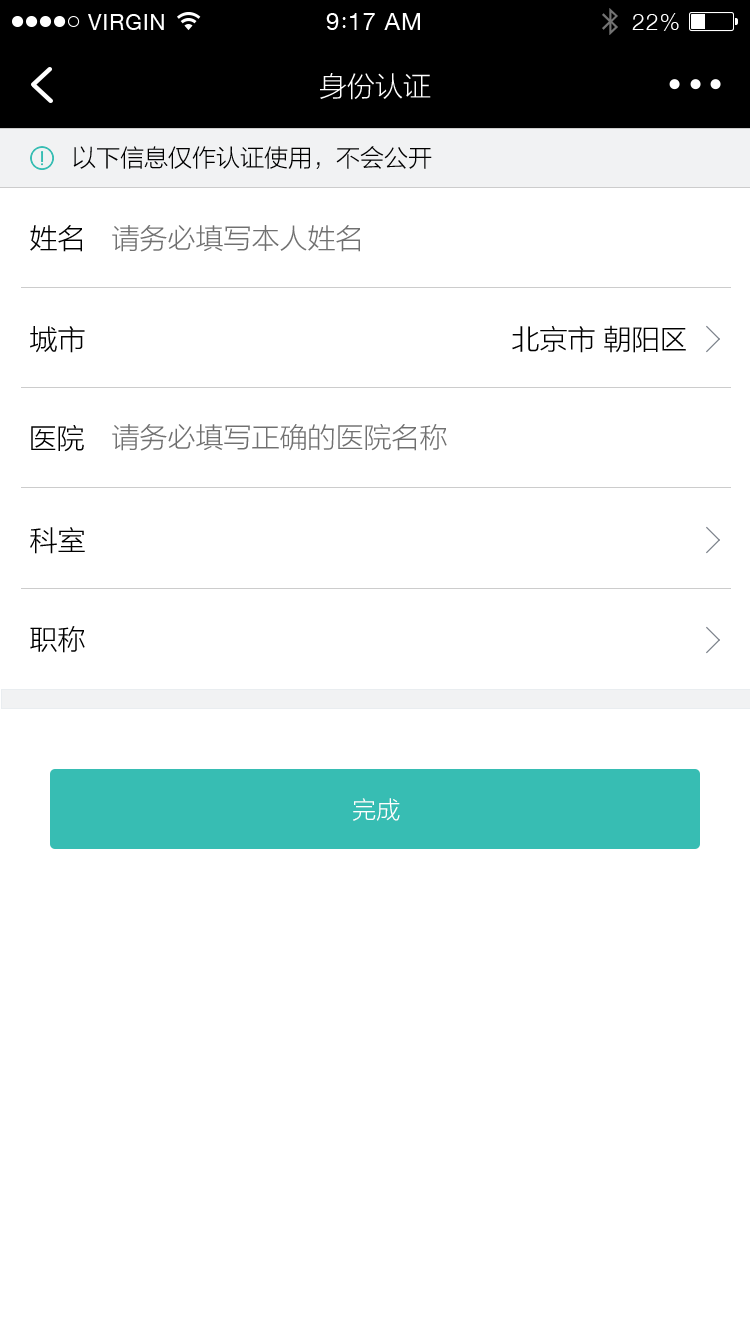 VIRGIN 9:17 AM 22%
身份认证
以下信息仅作认证使用，不会公开
姓名 请务必填写本人姓名
城市 北京市 朝阳区
医院 请务必填写正确的医院名称
科室
职称
完成